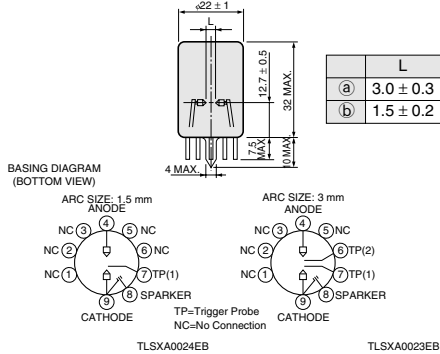 ø22 ± 1
L
12.7 ± 0.5
32 MAX.
7.5 MAX
10 MAX.
4 MAX.
L
ⓐ 3.0 ± 0.3
ⓑ 1.5 ± 0.2
BASING DIAGRAM
(BOTTOM VIEW)
ARC SIZE: 1.5 mm
ANODE
4
NC 3
5 NC
NC 2
6 NC
NC 1
7 TP(1)
8 SPARKER
9
CATHODE
ARC SIZE: 3 mm
ANODE
4
NC 3
5 NC
NC 2
6 TP(2)
NC 1
7 TP(1)
8 SPARKER
9
CATHODE
TP=Trigger Probe
NC=No Connection
TLSXA0024EB
TLSXA0023EB